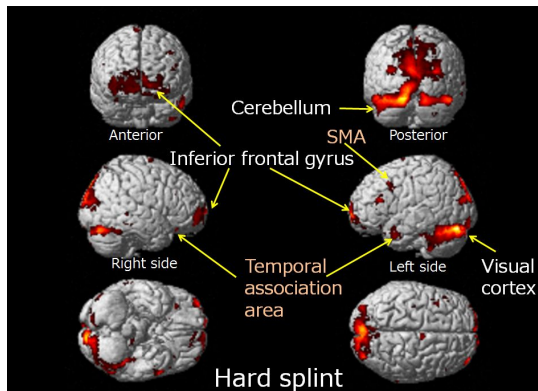 Cerebellum
Anterior
Posterior
SMA
Inferior frontal gyrus
Right side
Temporal
association
area
Left side
Visual
cortex
Hard splint